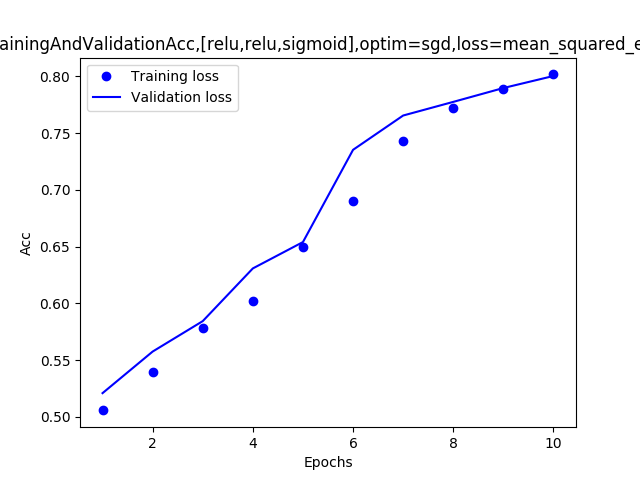 ainingAndValidationAcc,[relu,relu,sigmoid],optim=sgd,loss=mean_squared_e
Training loss
Validation loss
0.80
0.75
0.70
0.65
0.60
0.55
0.50
Acc
2 4 6 8 10
Epochs